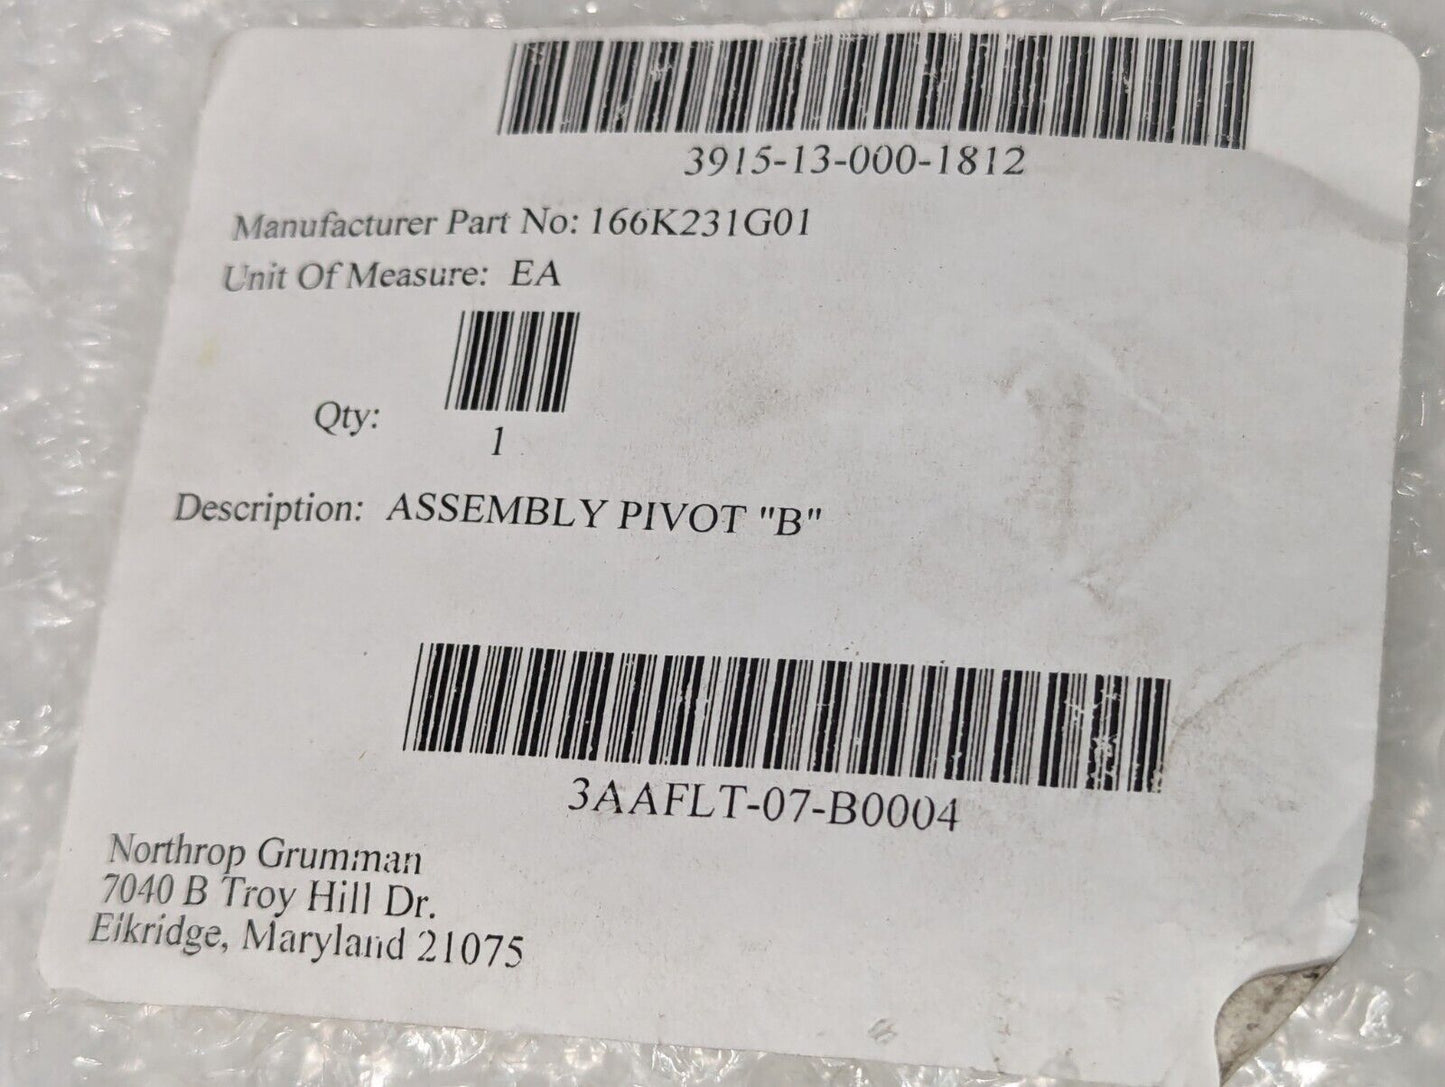 3915-13-000-1812
Manufacturer Part No: 166K231G01
Unit Of Measure: EA
Qty:
1
Description: ASSEMBLY PIVOT "B"
3AAFLT-07-B0004
Northrop Grumman
7040 B Troy Hill Dr.
Elkridge, Maryland 21075